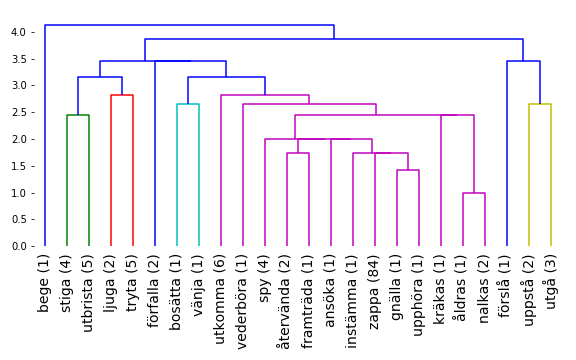 4.0
3.5
3.0
2.5
2.0
1.5
1.0
0.5
0.0
bege (1)
stiga (4)
utbrista (5)
ljuga (2)
tryta (5)
förfalla (2)
bosätta (1)
vänja (1)
utkomma (6)
vederböra (1)
spy (4)
återvända (2)
framträda (1)
ansöka (1)
instämma (1)
zappa (84)
gnälla (1)
upphöra (1)
kräkas (1)
åldras (1)
nalkas (2)
förslå (1)
uppstå (2)
utgå (3)